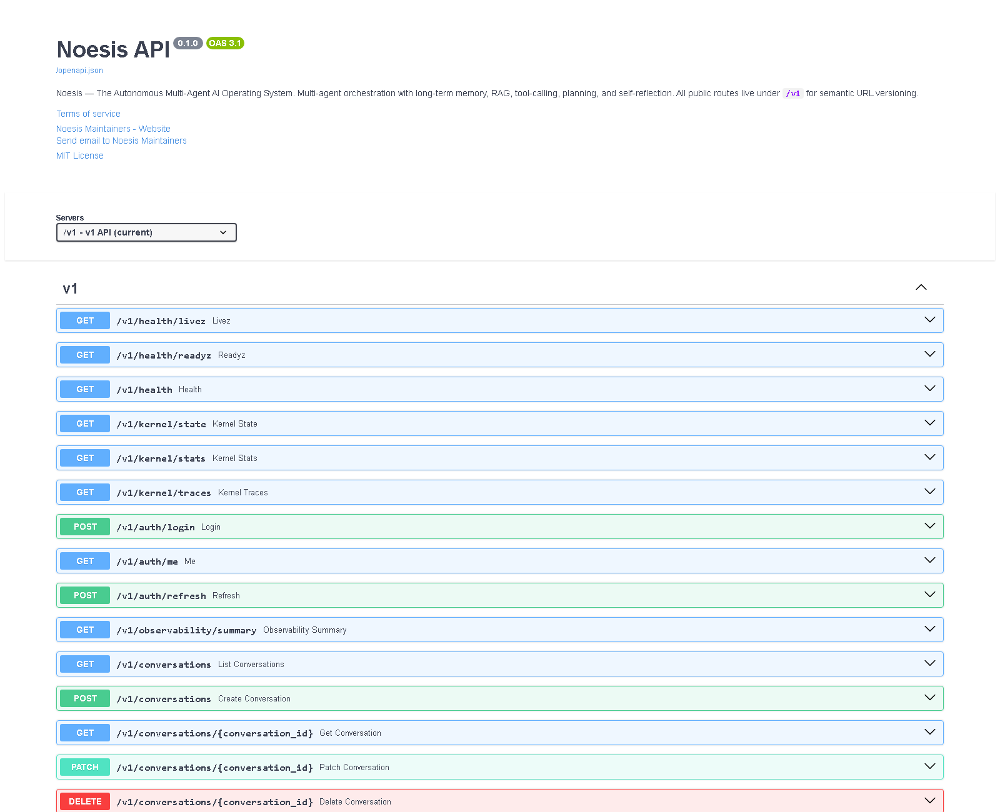 Noesis API 0.1.0 OAS 3.1
/openapi.json
Noesis — The Autonomous Multi-Agent AI Operating System. Multi-agent orchestration with long-term memory, RAG, tool-calling, planning, and self-reflection. All public routes live under /v1 for semantic URL versioning.
Terms of service
Noesis Maintainers - Website
Send email to Noesis Maintainers
MIT License
Servers
/v1 - v1 API (current)
v1
GET /v1/health/livez Livez
GET /v1/health/readyz Readyz
GET /v1/health Health
GET /v1/kernel/state Kernel State
GET /v1/kernel/stats Kernel Stats
GET /v1/kernel/traces Kernel Traces
POST /v1/auth/login Login
GET /v1/auth/me Me
POST /v1/auth/refresh Refresh
GET /v1/observability/summary Observability Summary
GET /v1/conversations List Conversations
POST /v1/conversations Create Conversation
GET /v1/conversations/{conversation_id} Get Conversation
PATCH /v1/conversations/{conversation_id} Patch Conversation
DELETE /v1/conversations/{conversation_id} Delete Conversation